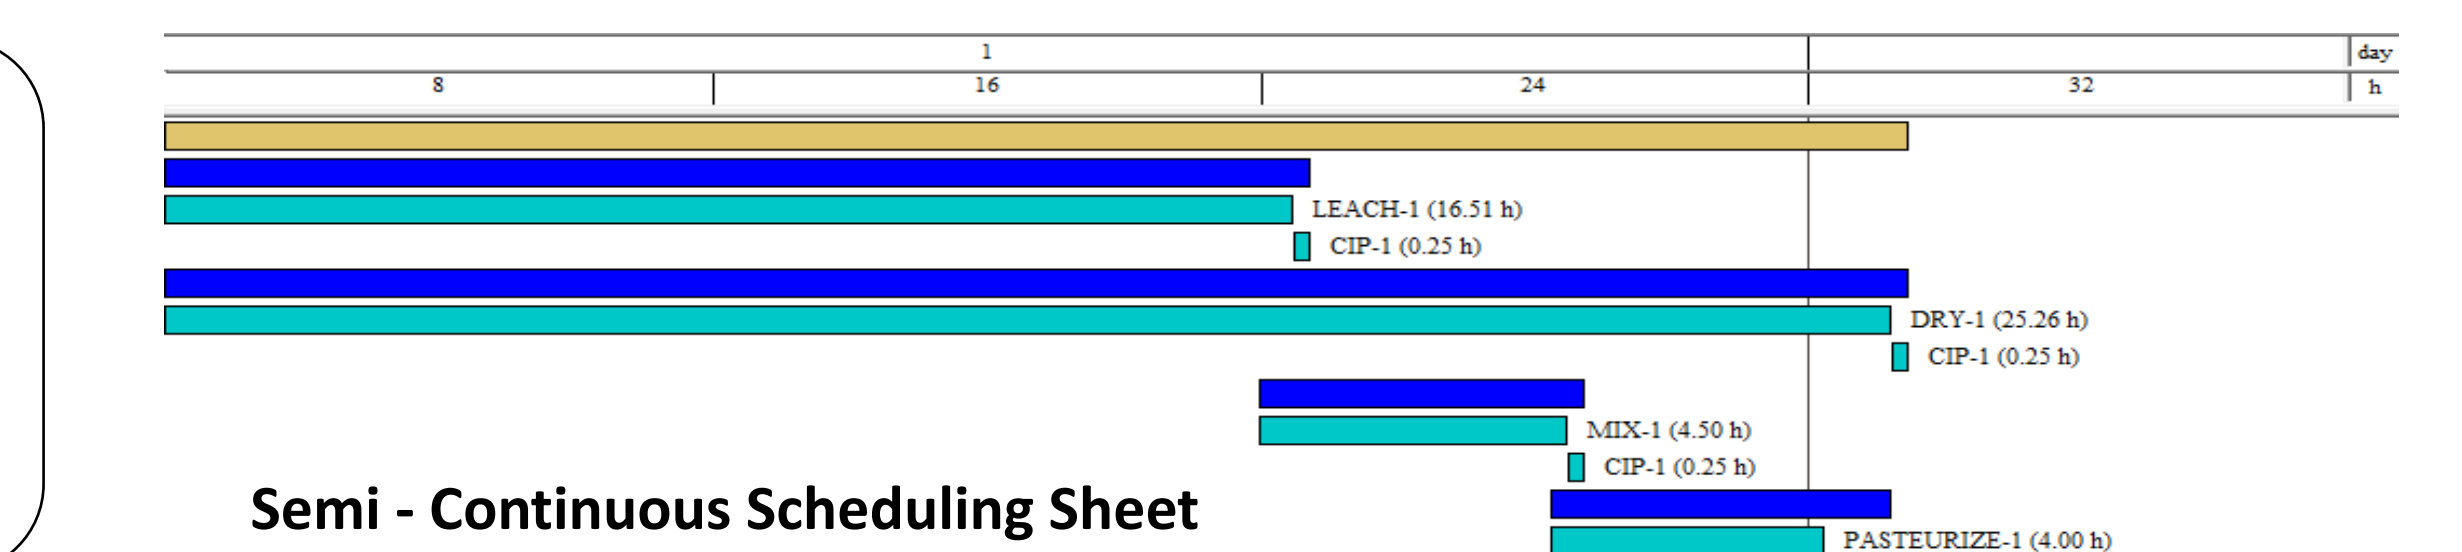 1
day
8 16 24 32 h
LEACH-1 (16.51 h)
CIP-1 (0.25 h)
DRY-1 (25.26 h)
CIP-1 (0.25 h)
MIX-1 (4.50 h)
CIP-1 (0.25 h)
Semi - Continuous Scheduling Sheet
PASTEURIZE-1 (4.00 h)